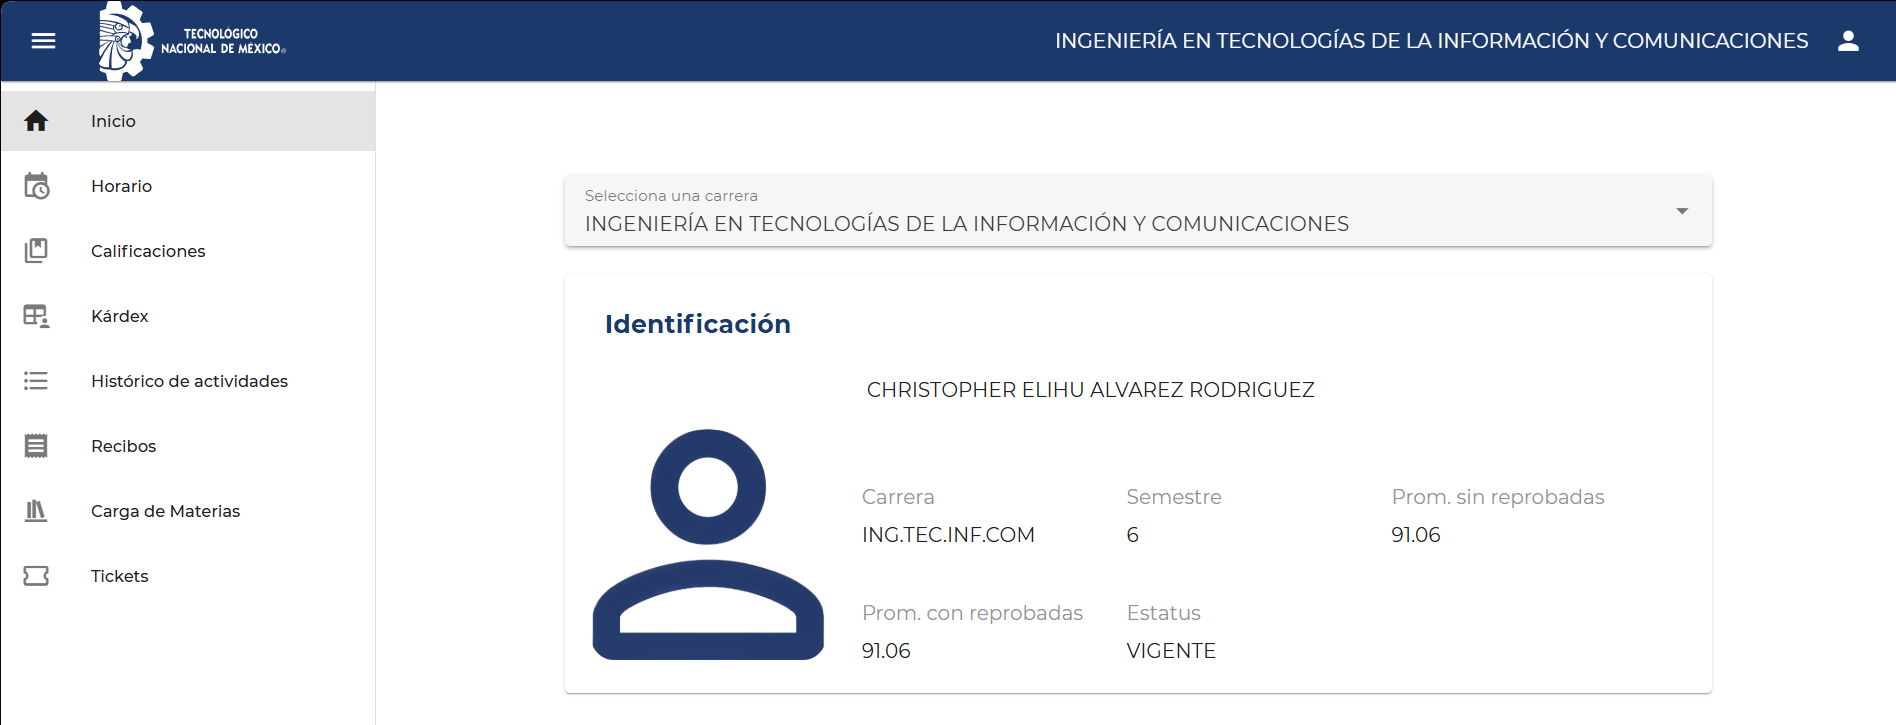 TECNOLÓGICO
NACIONAL DE MÉXICO
INGENIERÍA EN TECNOLOGÍAS DE LA INFORMACIÓN Y COMUNICACIONES
Inicio
Horario
Calificaciones
Kárdex
Histórico de actividades
Recibos
Carga de Materias
Tickets
Selecciona una carrera
INGENIERÍA EN TECNOLOGÍAS DE LA INFORMACIÓN Y COMUNICACIONES
Identificación
CHRISTOPHER ELIHU ALVAREZ RODRIGUEZ
Carrera Semestre Prom. sin reprobadas
ING.TEC.INF.COM 6 91.06
Prom. con reprobadas Estatus
91.06 VIGENTE